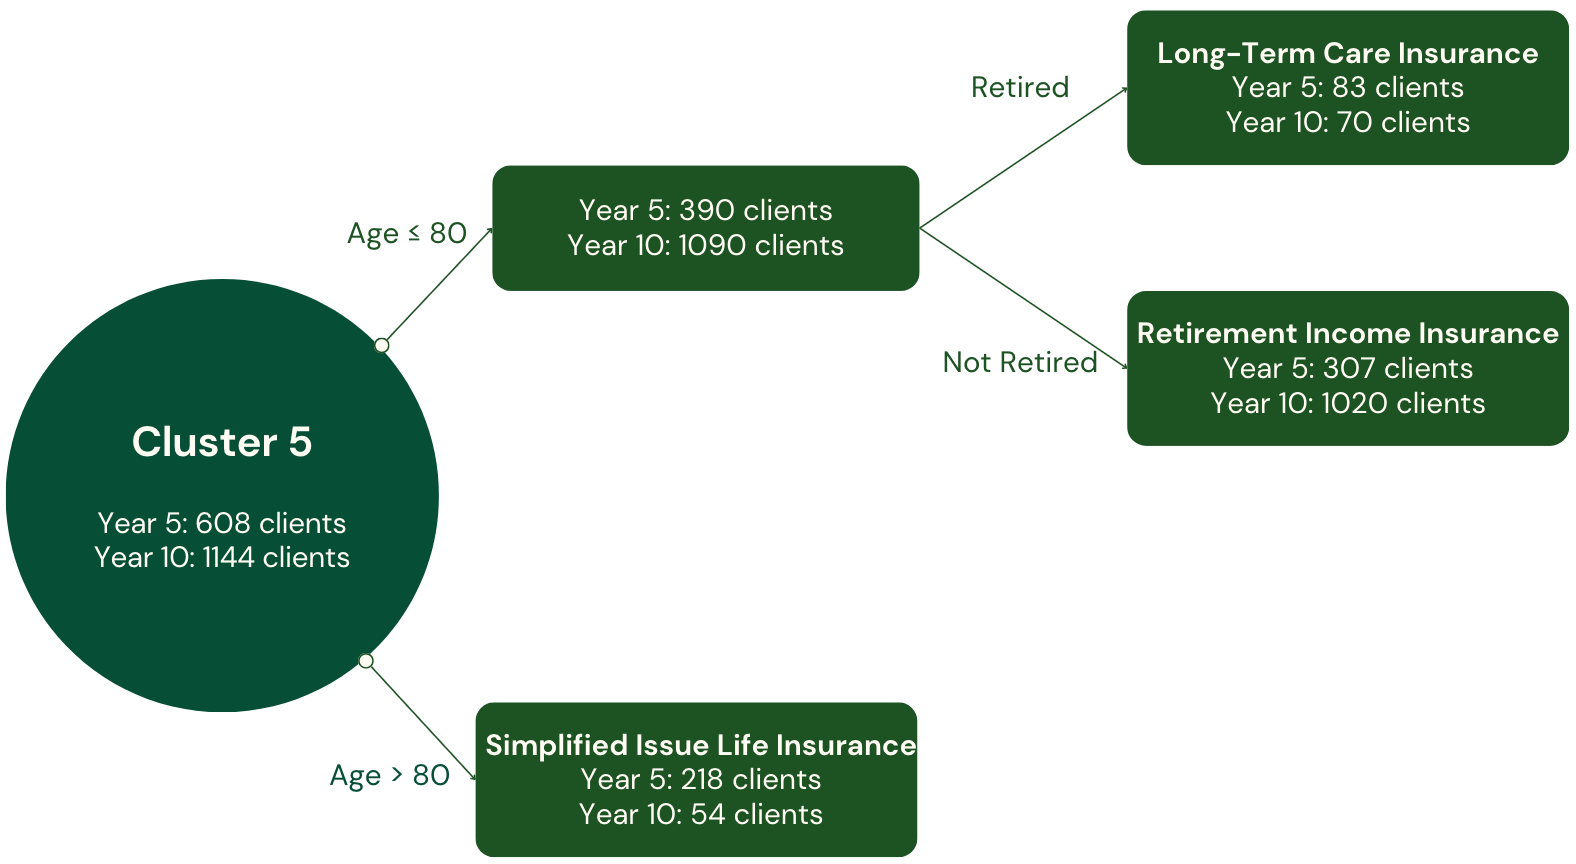 Cluster 5
Year 5: 608 clients
Year 10: 1144 clients
Age ≤ 80
Year 5: 390 clients
Year 10: 1090 clients
Retired
Long-Term Care Insurance
Year 5: 83 clients
Year 10: 70 clients
Not Retired
Retirement Income Insurance
Year 5: 307 clients
Year 10: 1020 clients
Age > 80
Simplified Issue Life Insurance
Year 5: 218 clients
Year 10: 54 clients